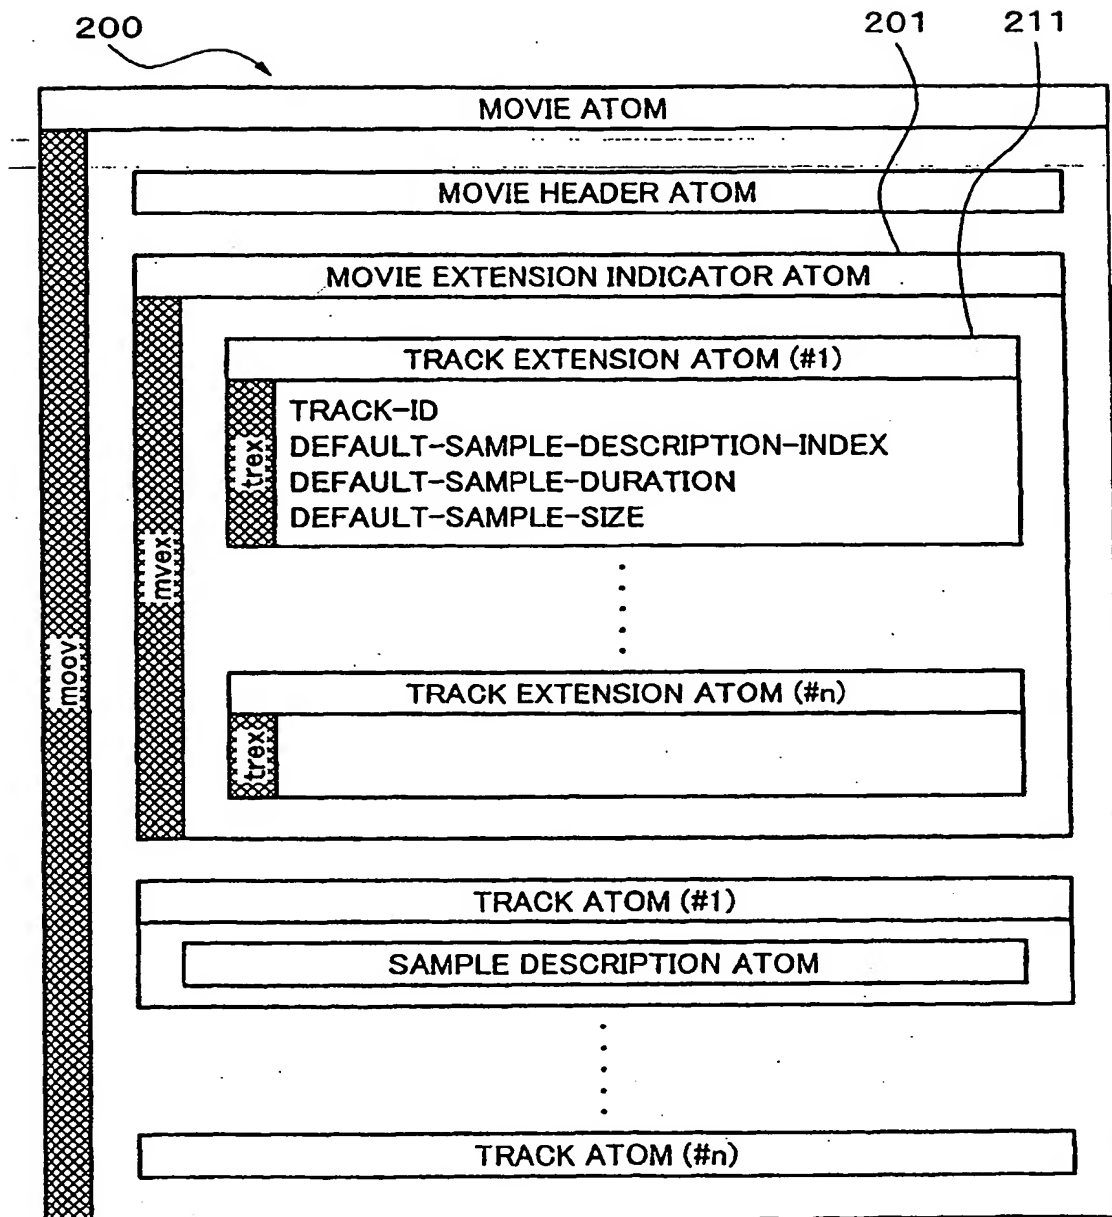 200
201
211
MOVIE ATOM
MOVIE HEADER ATOM
MOVIE EXTENSION INDICATOR ATOM
TRACK EXTENSION ATOM (#1)
TRACK-ID
DEFAULT-SAMPLE-DESCRIPTION-INDEX
DEFAULT-SAMPLE-DURATION
DEFAULT-SAMPLE-SIZE
trex
mvex
moov
TRACK EXTENSION ATOM (#n)
trex
TRACK ATOM (#1)
SAMPLE DESCRIPTION ATOM
TRACK ATOM (#n)